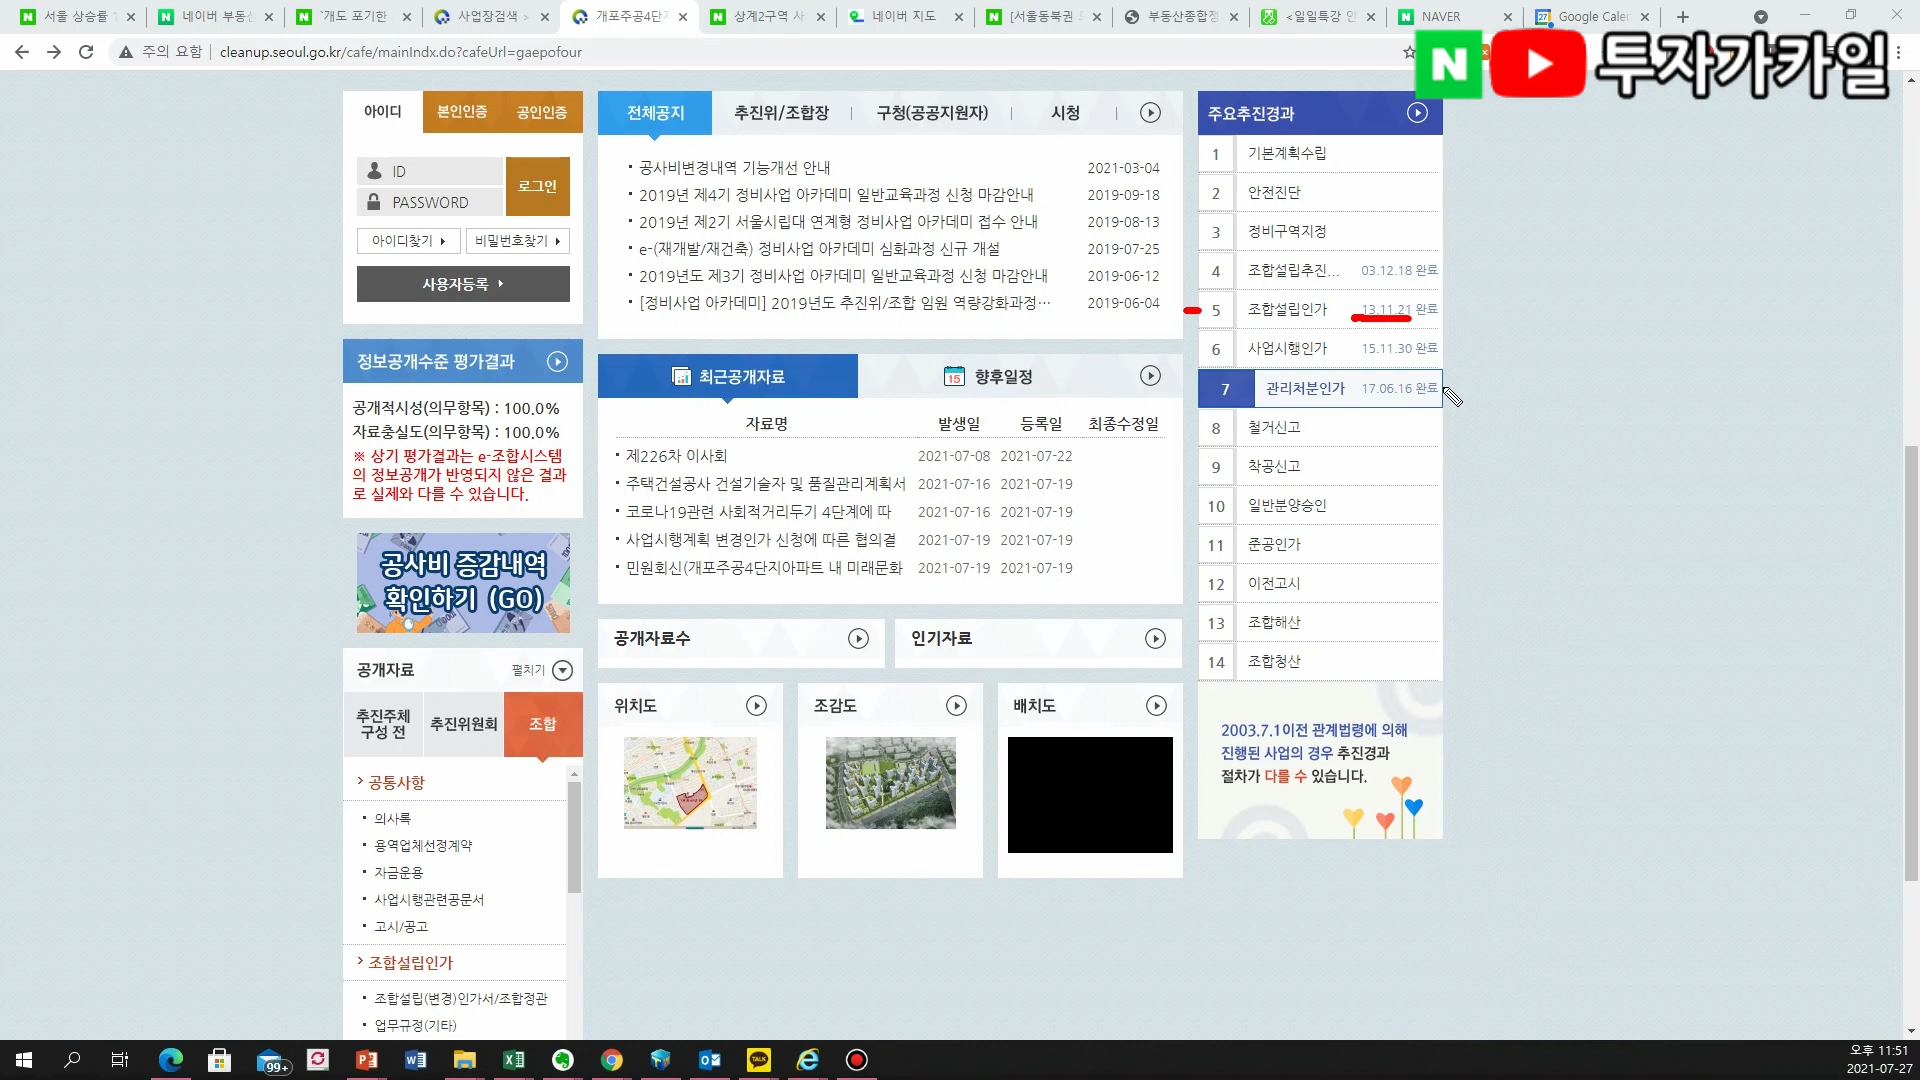 서울 상승률 1
네이버 부동산
`개도 포기한
사업장검색 >
개포주공4단지
상계2구역 사
네이버 지도
[서울동북권
부동산종합정
<일일특강 안
NAVER
Google Calen
주의 요함
cleanup.seoul.go.kr/cafe/mainIndx.do?cafeUrl=gaepofour
N 투자가카일
아이디
본인인증
공인인증
ID
PASSWORD
로그인
아이디찾기
비밀번호찾기
사용자등록
정보공개수준 평가결과
공개적시성(의무항목) : 100.0%
자료충실도(의무항목) : 100.0%
※ 상기 평가결과는 e-조합시스템
의 정보공개가 반영되지 않은 결과
로 실제와 다를 수 있습니다.
공사비 증감내역
확인하기 (GO)
공개자료
펼치기
추진주체
구성 전
추진위원회
조합
공통사항
의사록
용역업체선정계약
자금운용
사업시행관련공문서
고시/공고
조합설립인가
조합설립(변경)인가서/조합정관
업무규정(기타)
전체공지
추진위/조합장
구청(공공지원자)
시청
공사비변경내역 기능개선 안내 2021-03-04
2019년 제4기 정비사업 아카데미 일반교육과정 신청 마감안내 2019-09-18
2019년 제2기 서울시립대 연계형 정비사업 아카데미 접수 안내 2019-08-13
e-(재개발/재건축) 정비사업 아카데미 심화과정 신규 개설 2019-07-25
2019년도 제3기 정비사업 아카데미 일반교육과정 신청 마감안내 2019-06-12
[정비사업 아카데미] 2019년도 추진위/조합 임원 역량강화과정… 2019-06-04
최근공개자료
15 향후일정
자료명 발생일 등록일 최종수정일
제226차 이사회 2021-07-08 2021-07-22
주택건설공사 건설기술자 및 품질관리계획서 2021-07-16 2021-07-19
코로나19관련 사회적거리두기 4단계에 따 2021-07-16 2021-07-19
사업시행계획 변경인가 신청에 따른 협의결 2021-07-19 2021-07-19
민원회신(개포주공4단지아파트 내 미래문화 2021-07-19 2021-07-19
공개자료수
인기자료
위치도
조감도
배치도
주요추진경과
1 기본계획수립
2 안전진단
3 정비구역지정
4 조합설립추진... 03.12.18 완료
5 조합설립인가 13.11.21 완료
6 사업시행인가 15.11.30 완료
7 관리처분인가 17.06.16 완료
8 철거신고
9 착공신고
10 일반분양승인
11 준공인가
12 이전고시
13 조합해산
14 조합청산
2003.7.1이전 관계법령에 의해
진행된 사업의 경우 추진경과
절차가 다를 수 있습니다.
99+
TALK
오후 11:51
2021-07-27